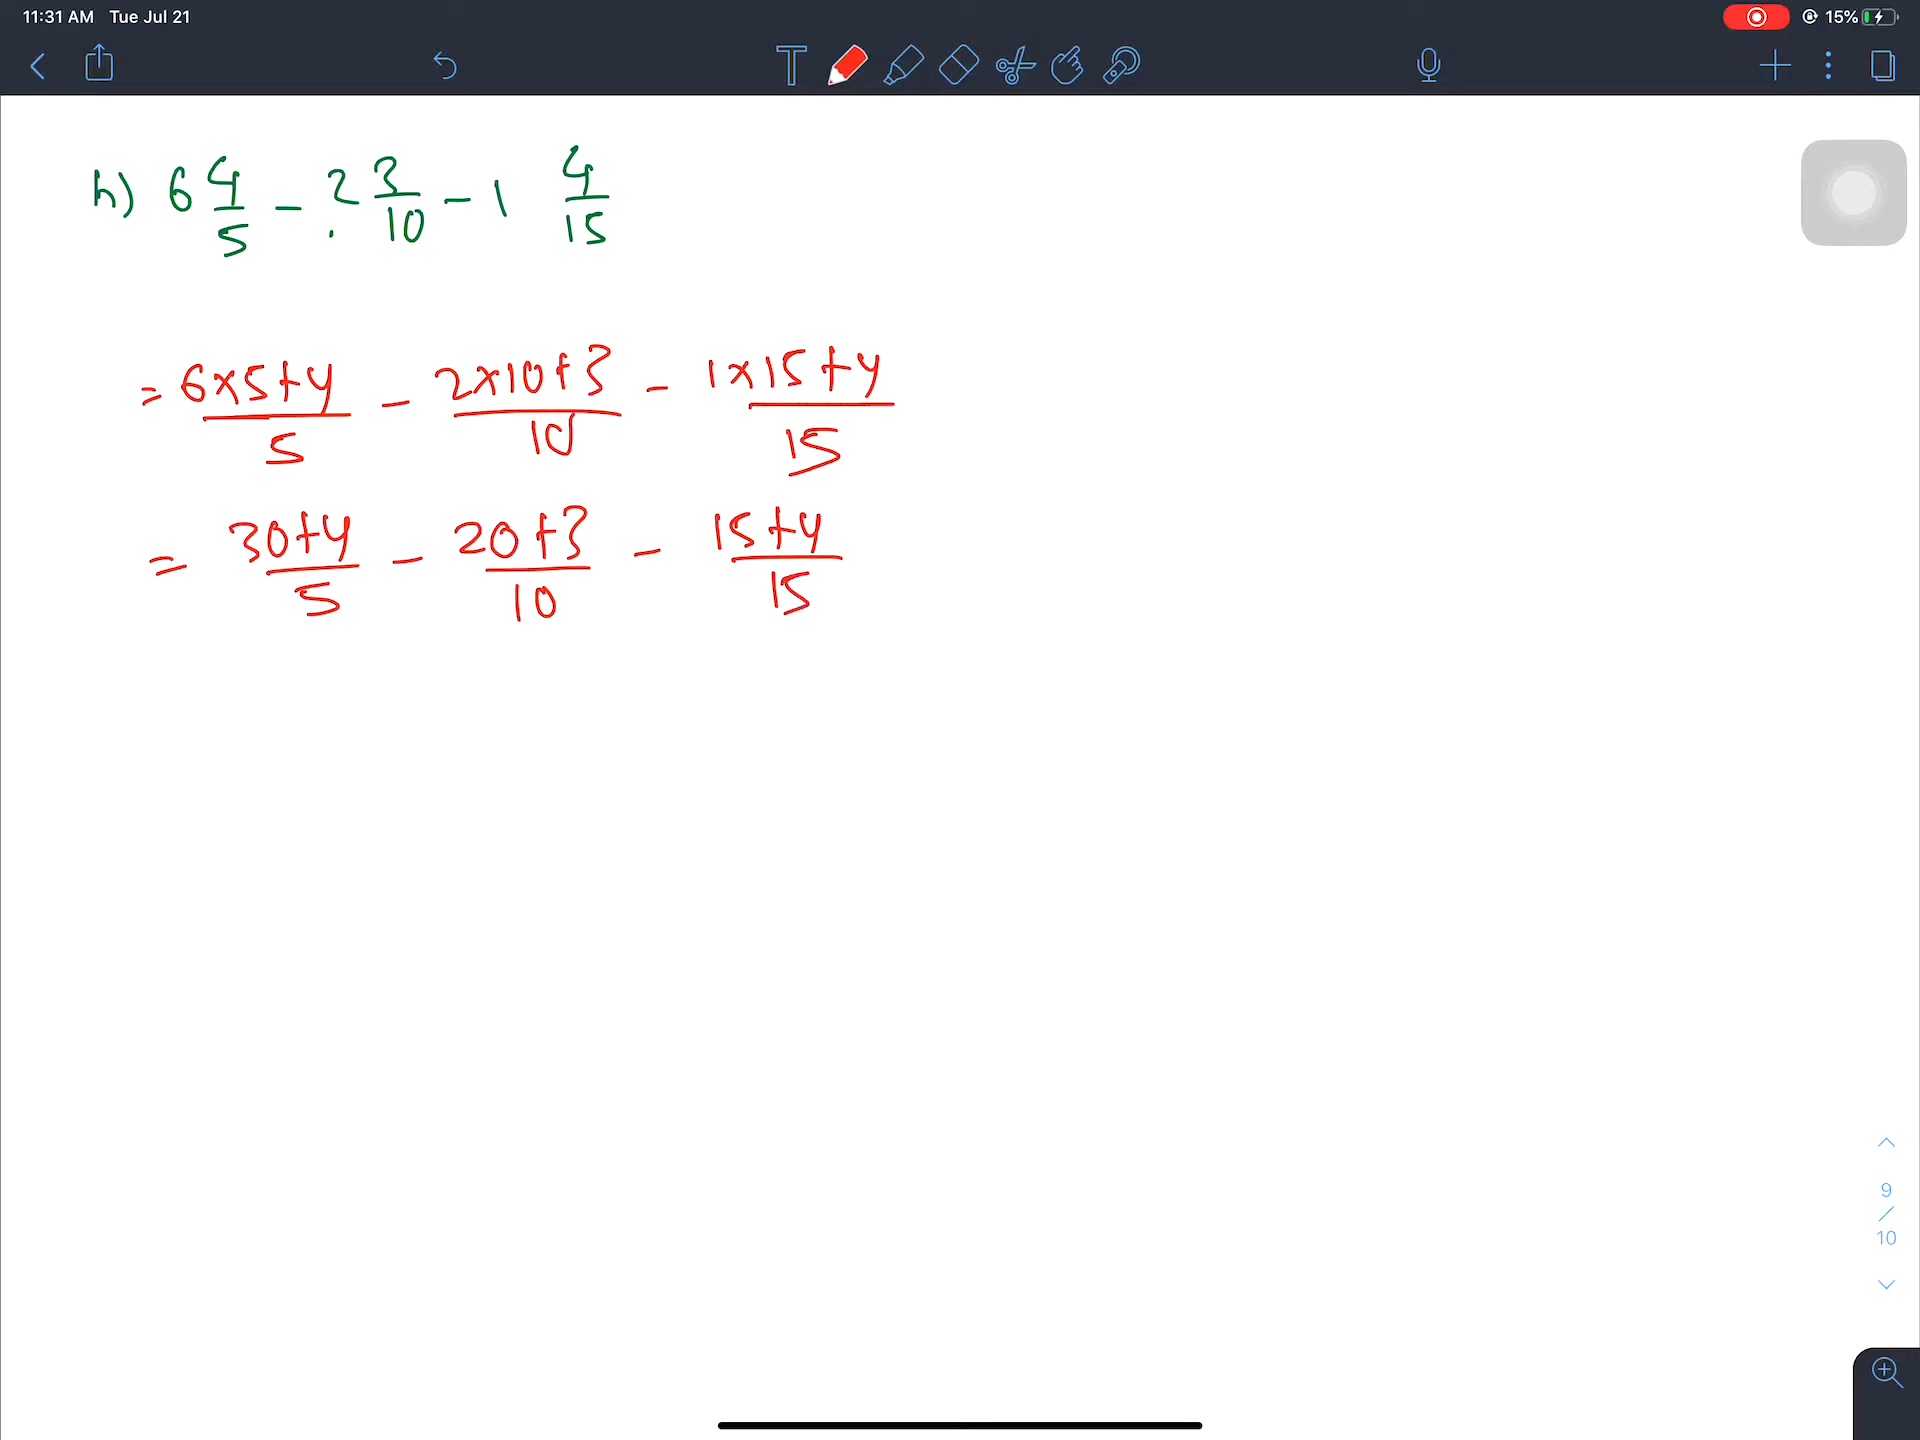 11:31 AM Tue Jul 21 15%
T
h) 6 4/5 - 2 3/10 - 1 4/15
= 6×5+4/5 - 2×10+3/10 - 1×15+4/15
= 30+4/5 - 20+3/10 - 15+4/15
9
/
10